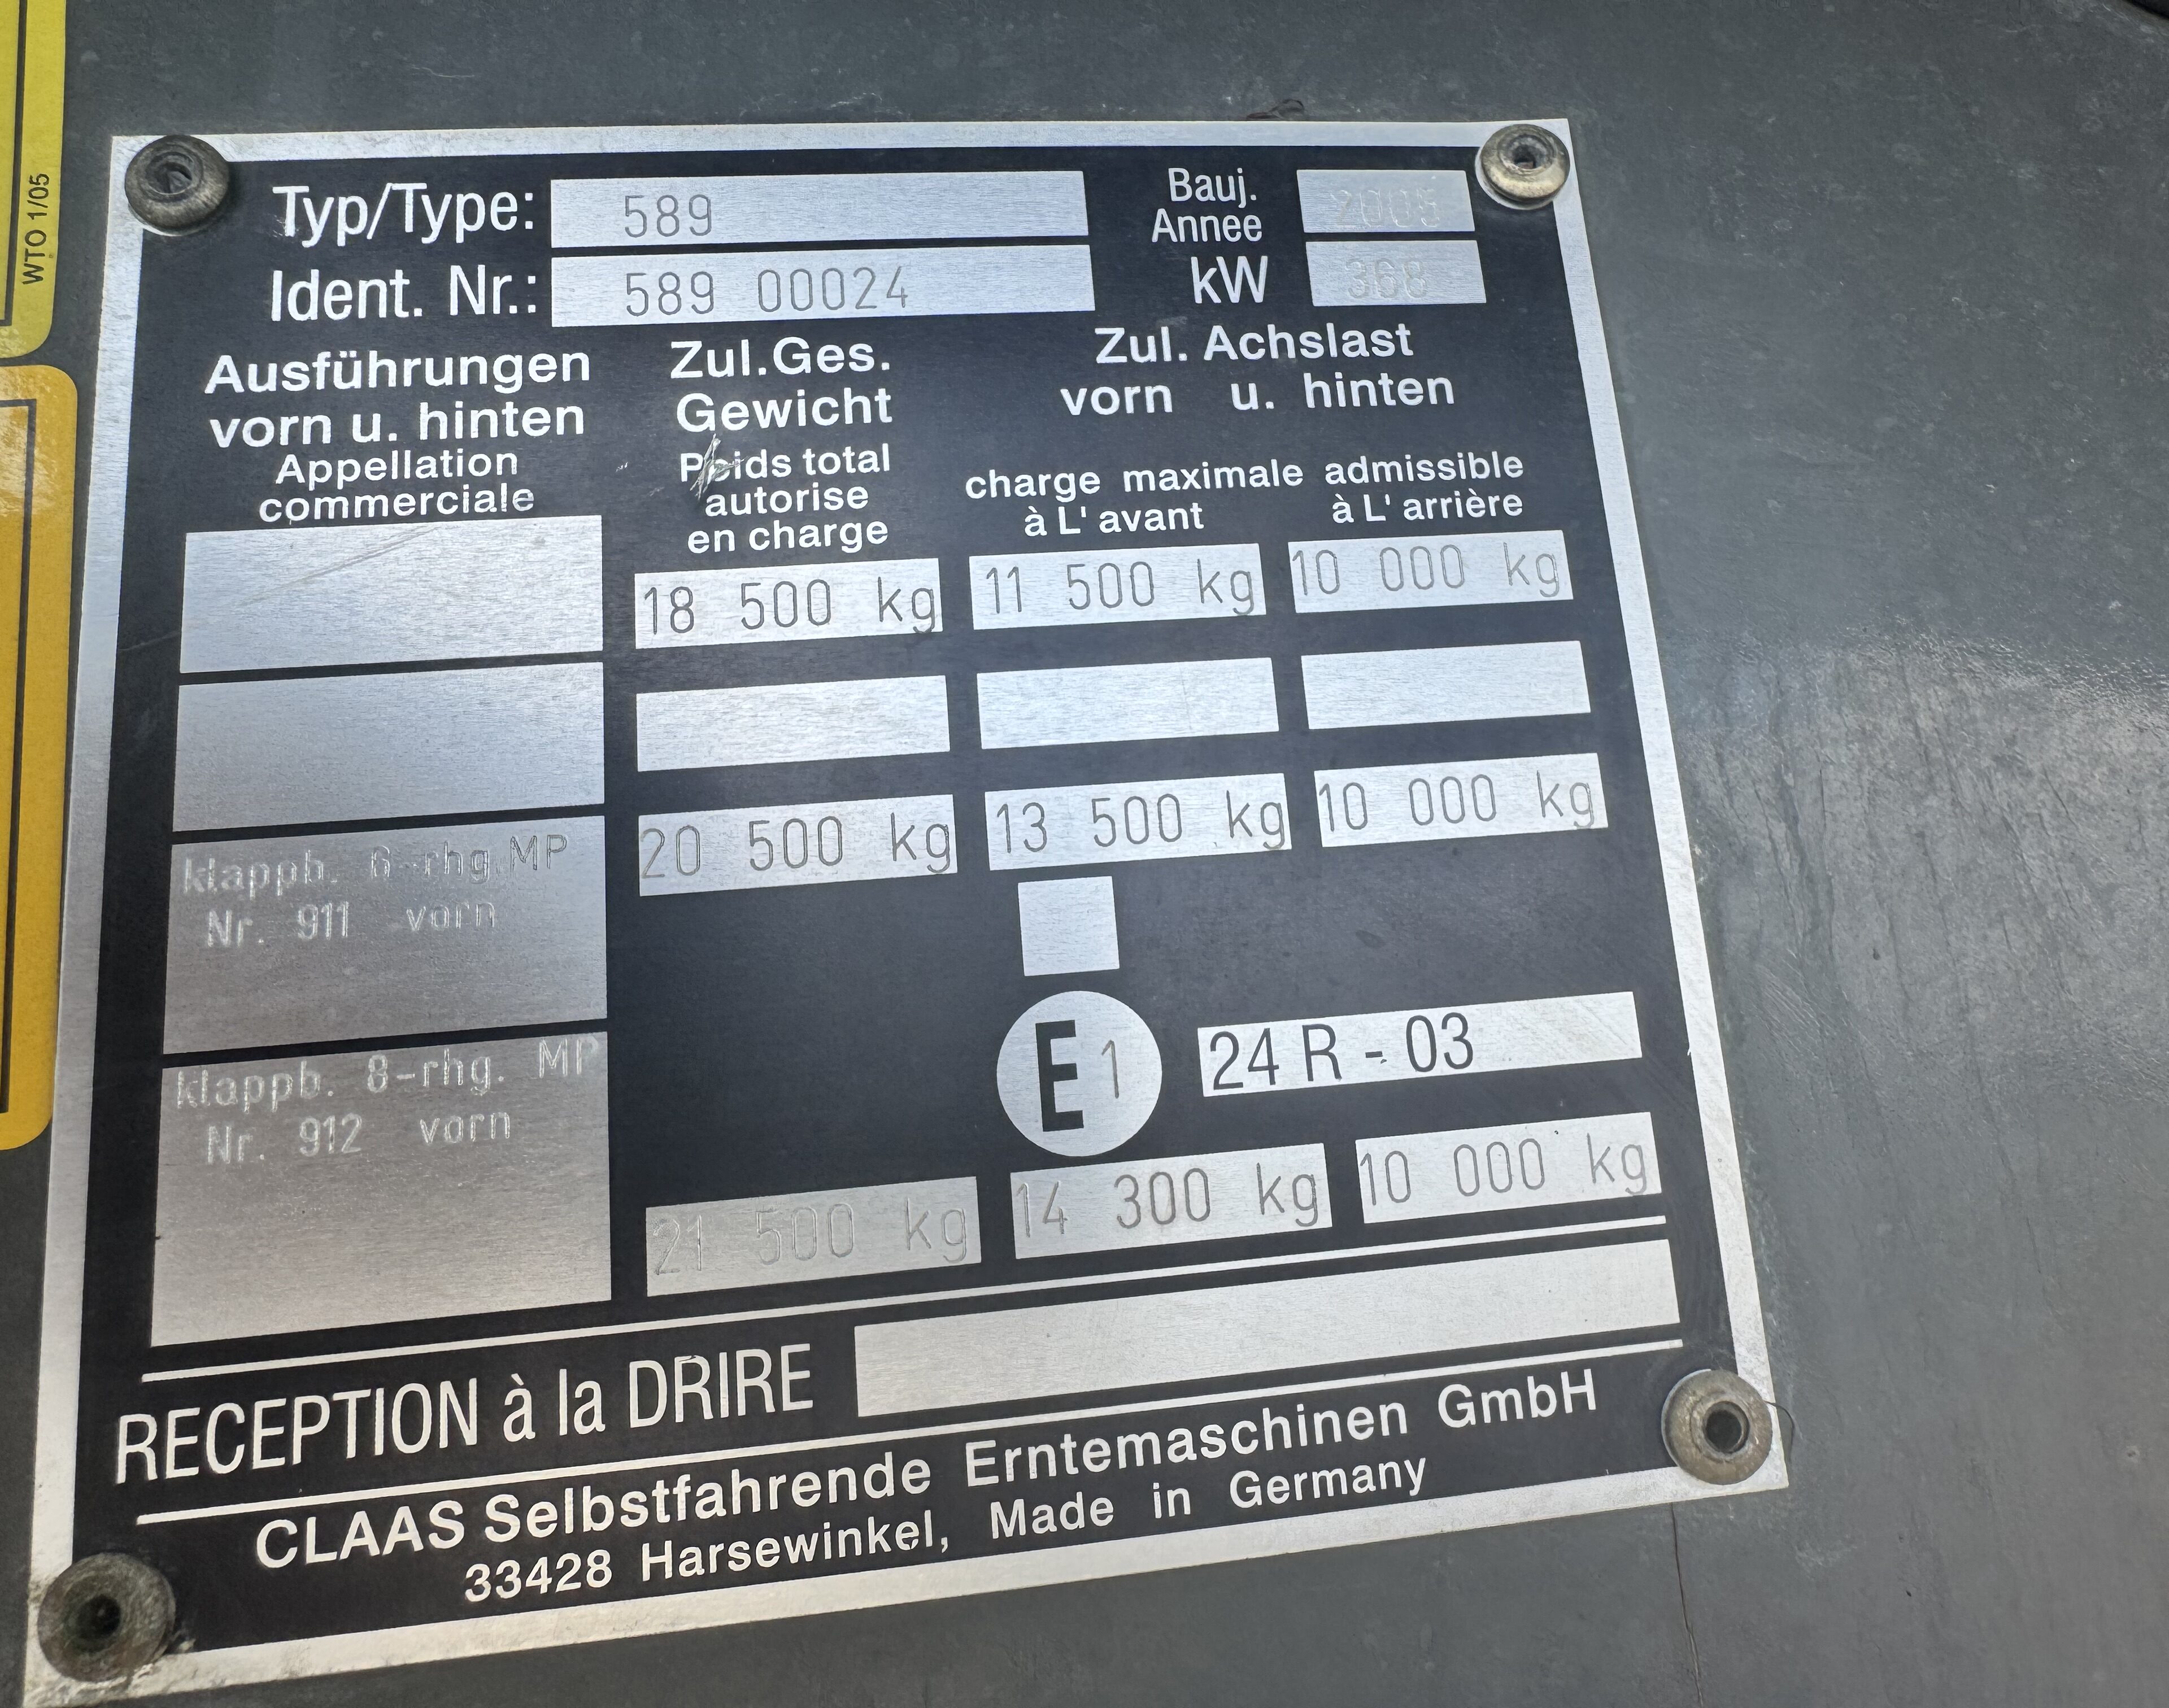 WTO 1/05
Typ/Type: 589
Bauj. Annee 2005
Ident. Nr.: 589 00024
kW 368
Ausführungen vorn u. hinten
Appellation commerciale
Zul.Ges. Gewicht
Poids total autorise en charge
Zul. Achslast
vorn u. hinten
charge maximale admissible
à L' avant à L' arrière
18 500 kg 11 500 kg 10 000 kg
klappb. 6-rhg.MP
Nr. 911 vorn
20 500 kg 13 500 kg 10 000 kg
E1 24 R - 03
klappb. 8-rhg. MP
Nr. 912 vorn
21 500 kg 14 300 kg 10 000 kg
RECEPTION à la DRIRE
CLAAS Selbstfahrende Erntemaschinen GmbH
33428 Harsewinkel, Made in Germany